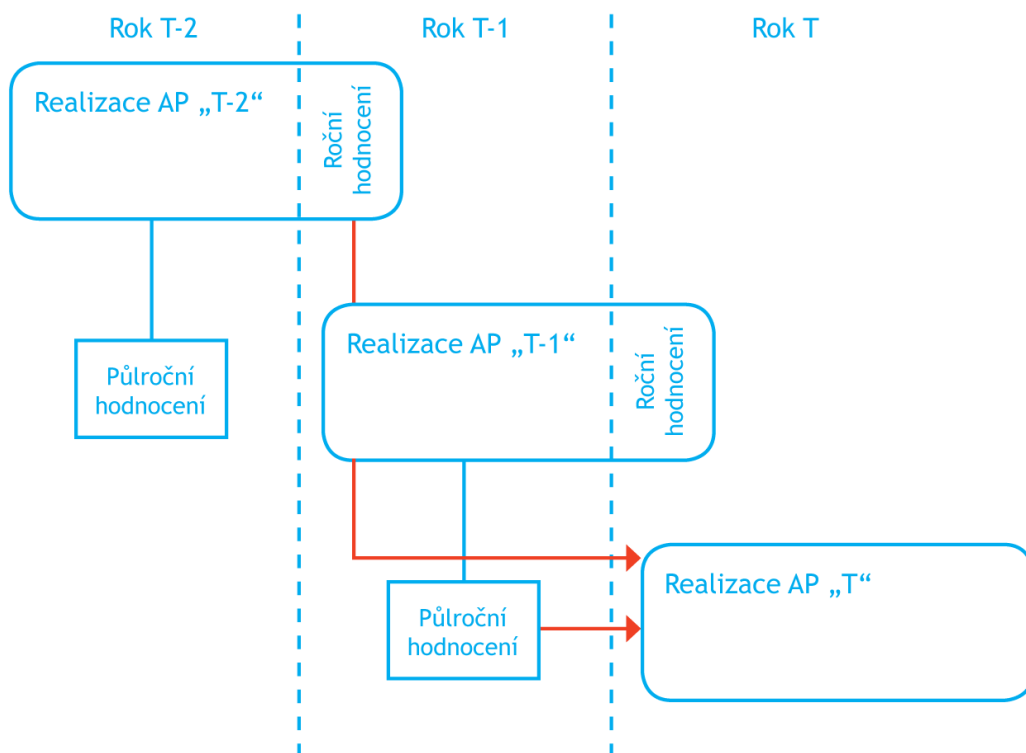 Rok T-2
Rok T-1
Rok T
Realizace AP „T-2“
Roční
hodnocení
Půlroční
hodnocení
Realizace AP „T-1“
Roční
hodnocení
Půlroční
hodnocení
Realizace AP „T“